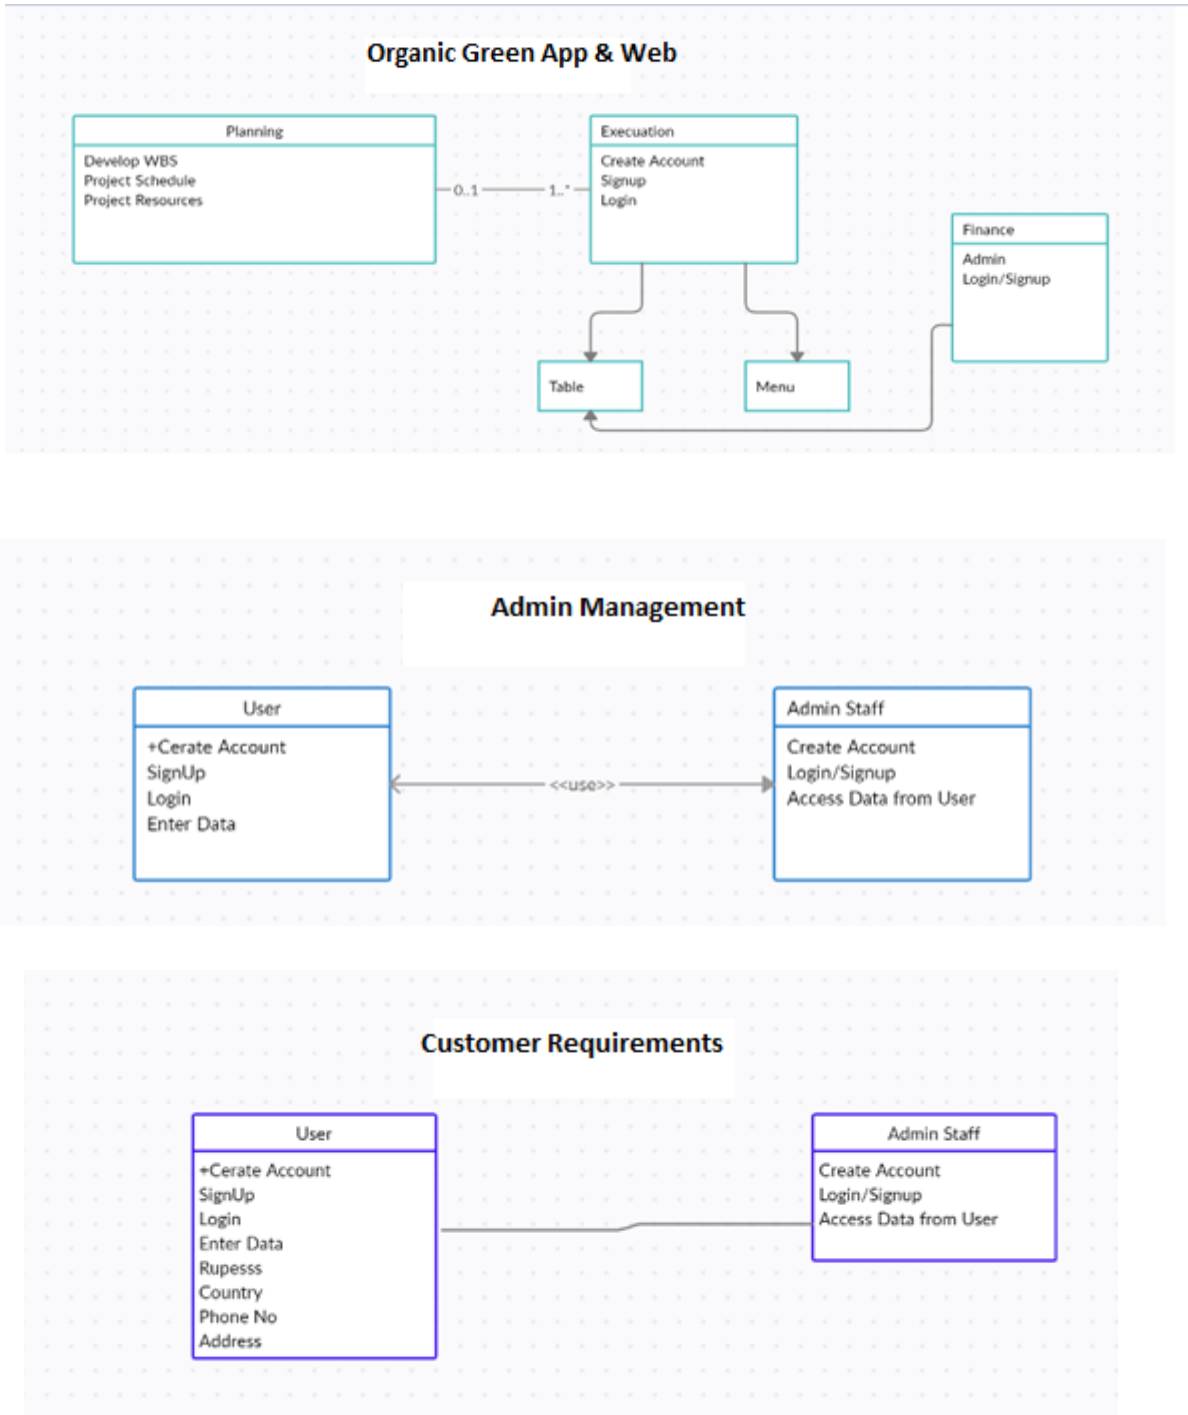 Organic Green App & Web
Planning
Develop WBS
Project Schedule
Project Resources
0..1
1..*
Execuation
Create Account
Signup
Login
Finance
Admin
Login/Signup
Table
Menu
Admin Management
User
+Cerate Account
SignUp
Login
Enter Data
<<use>>
Admin Staff
Create Account
Login/Signup
Access Data from User
Customer Requirements
User
+Cerate Account
SignUp
Login
Enter Data
Rupesss
Country
Phone No
Address
Admin Staff
Create Account
Login/Signup
Access Data from User